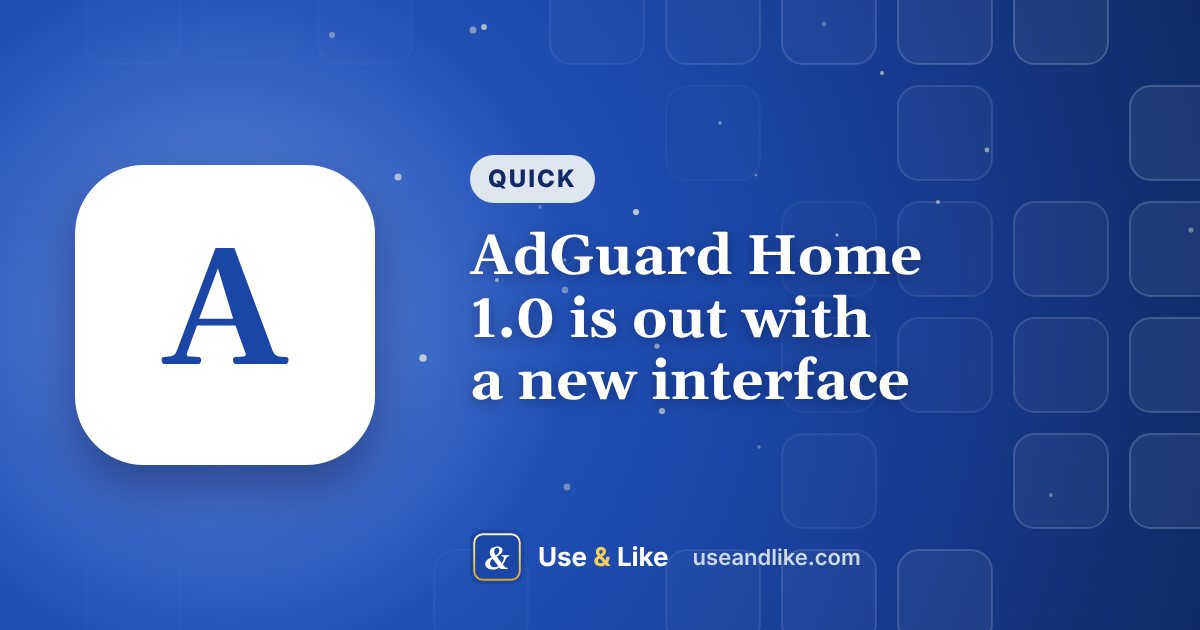 A
QUICK
AdGuard Home
1.0 is out with
a new interface
& Use & Like useandlike.com